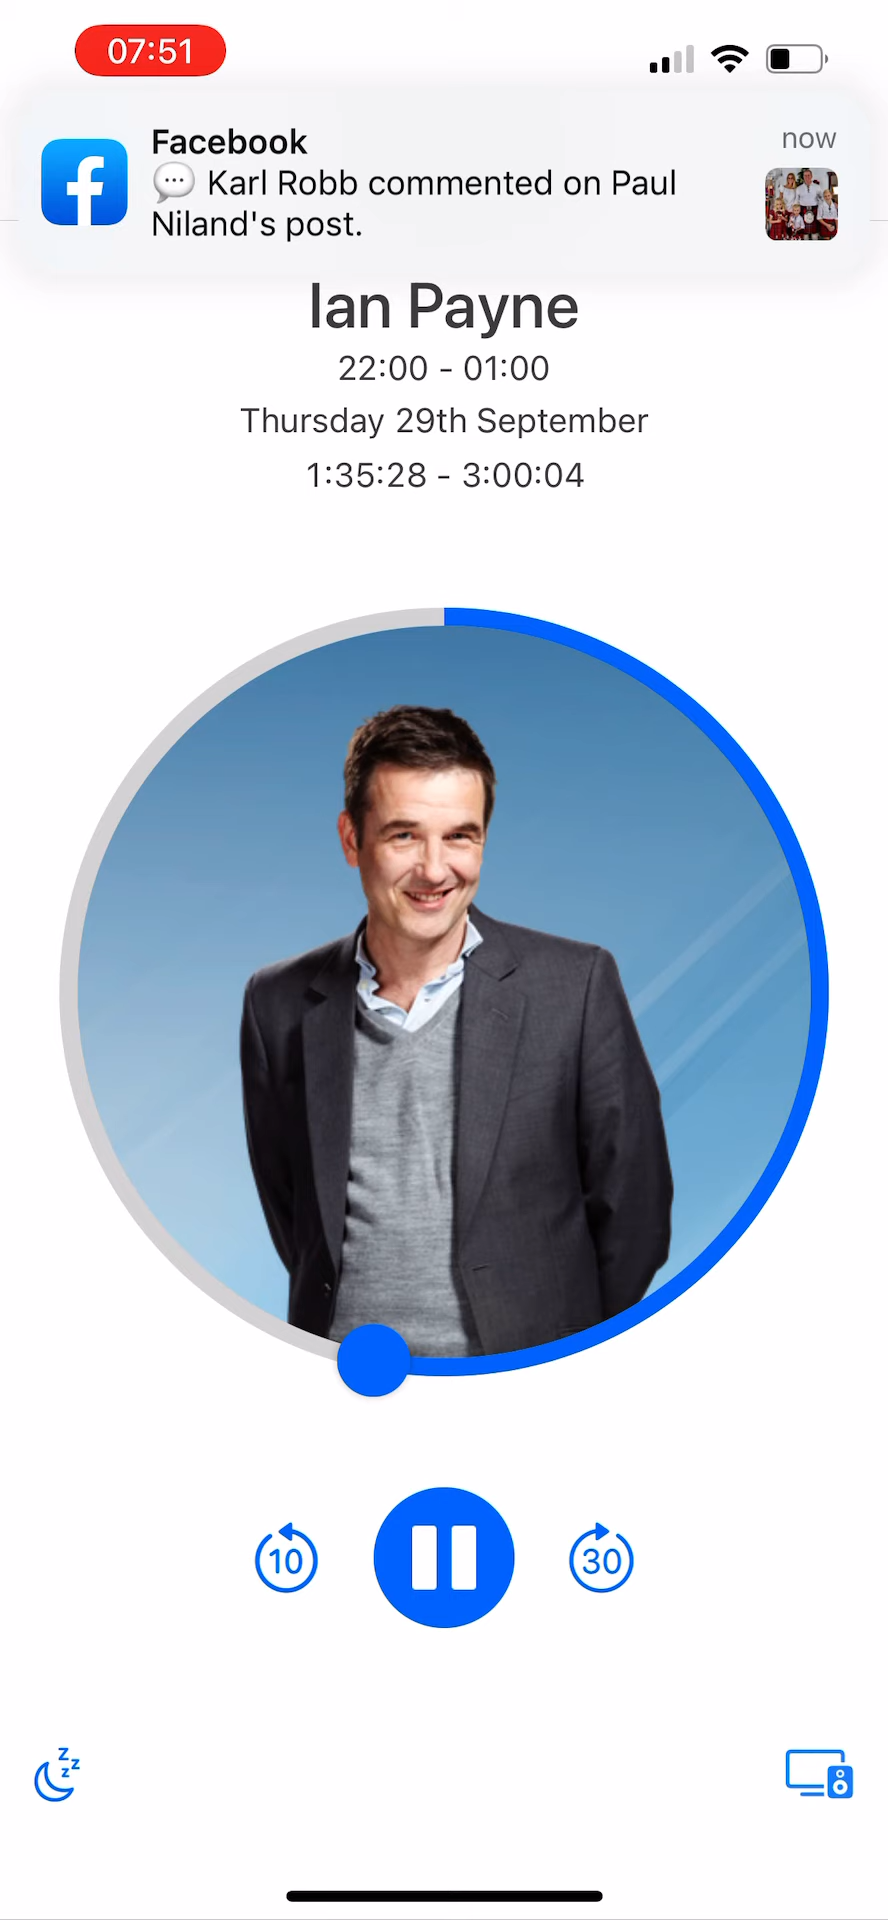 07:51
Facebook
now
💬 Karl Robb commented on Paul
Niland's post.
Ian Payne
22:00 - 01:00
Thursday 29th September
1:35:28 - 3:00:04
10
30
z z z